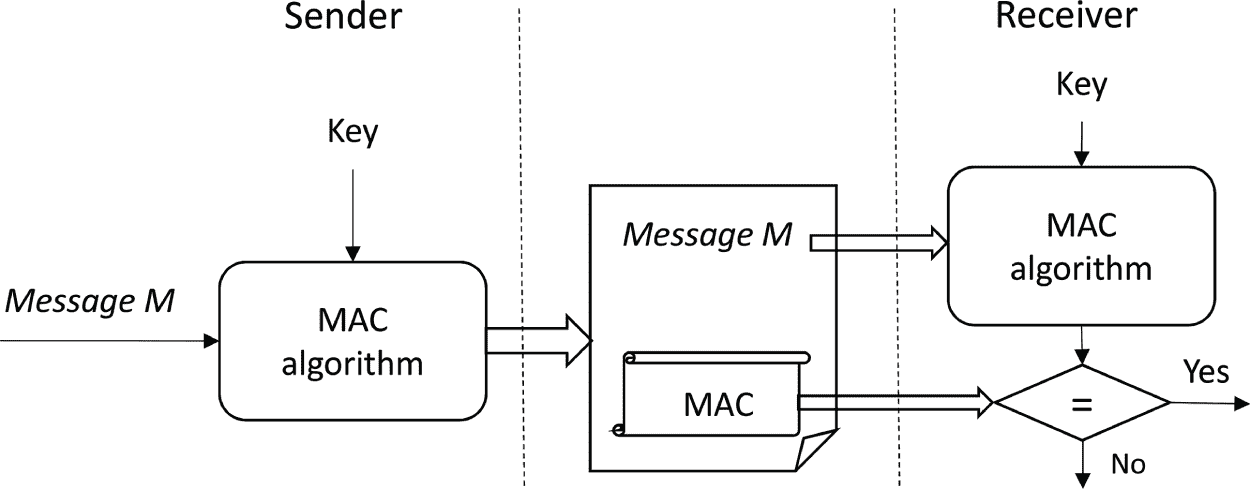 Sender
Receiver
Key
Key
Message M
MAC
algorithm
Message M
MAC
MAC
algorithm
=
Yes
No